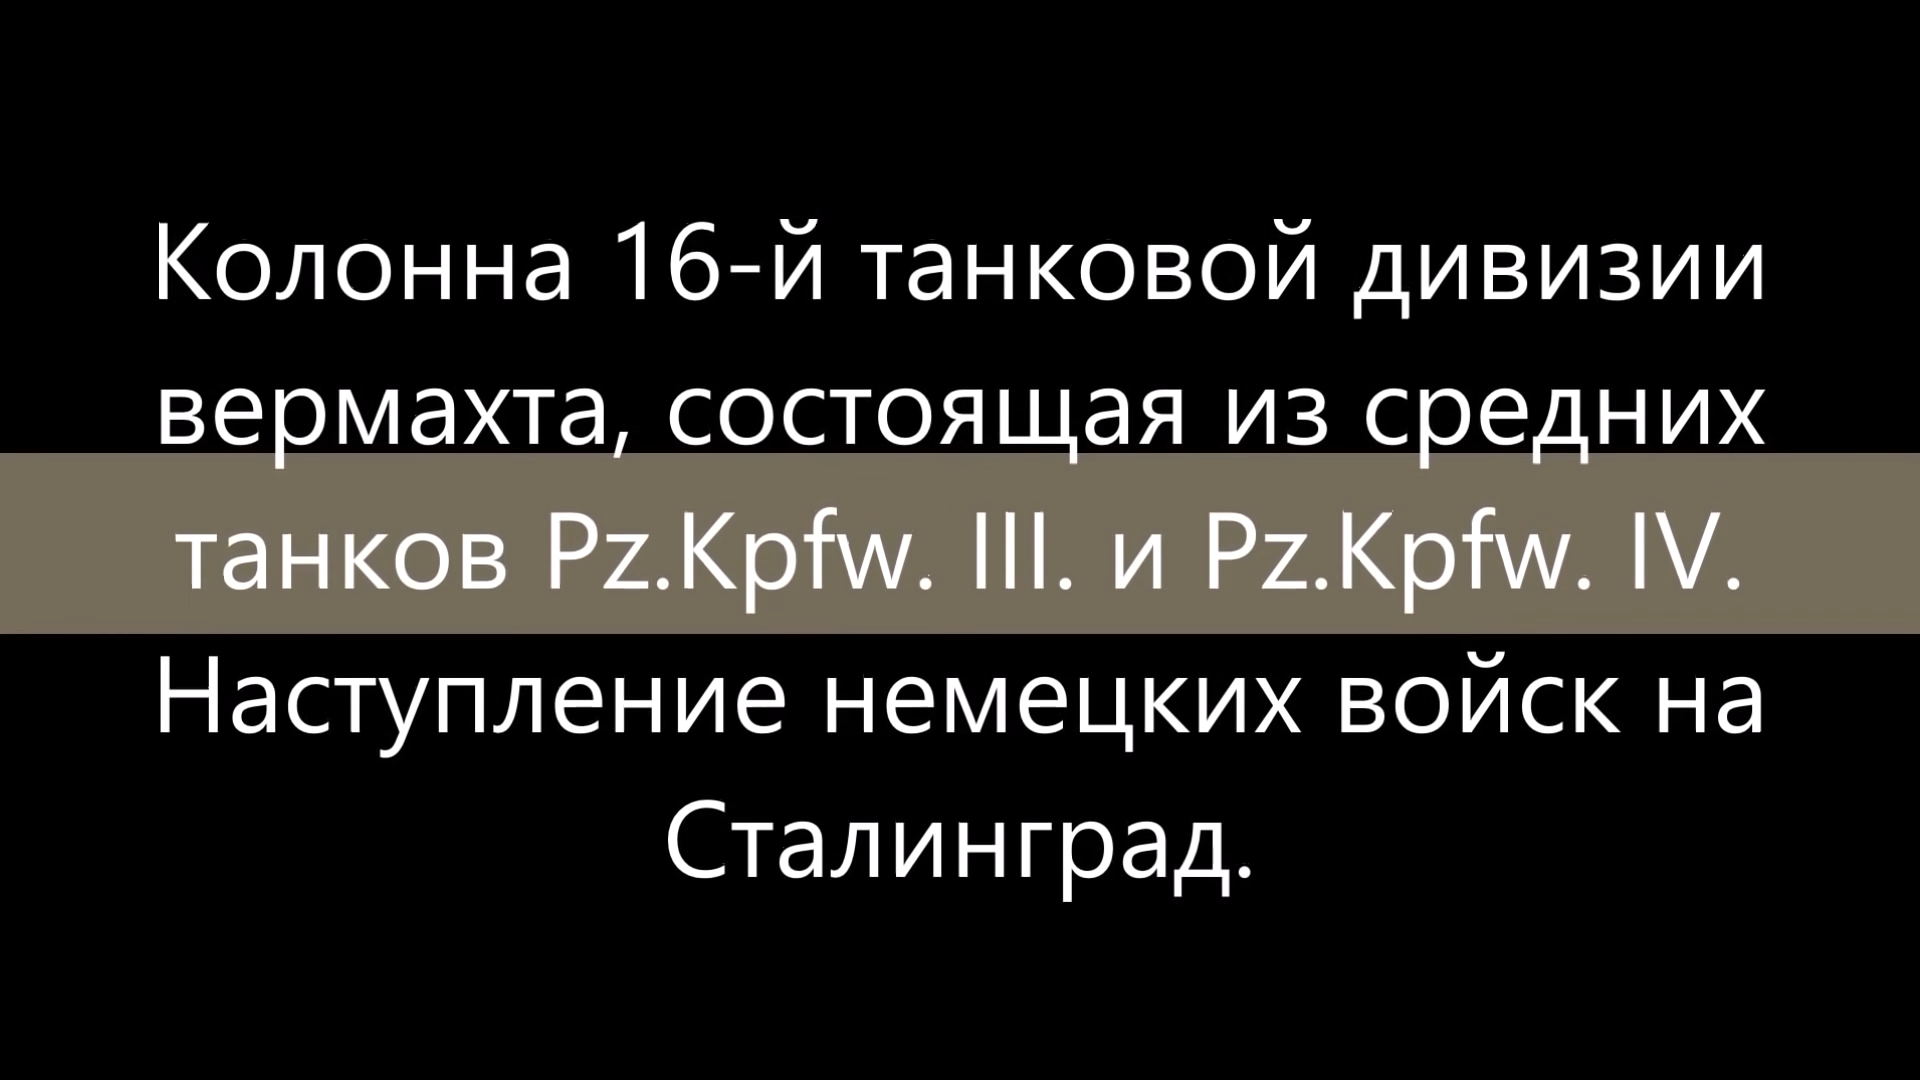 Колонна 16-й танковой дивизии
вермахта, состоящая из средних
танков Pz.Kpfw. III. и Pz.Kpfw. IV.
Наступление немецких войск на
Сталинград.